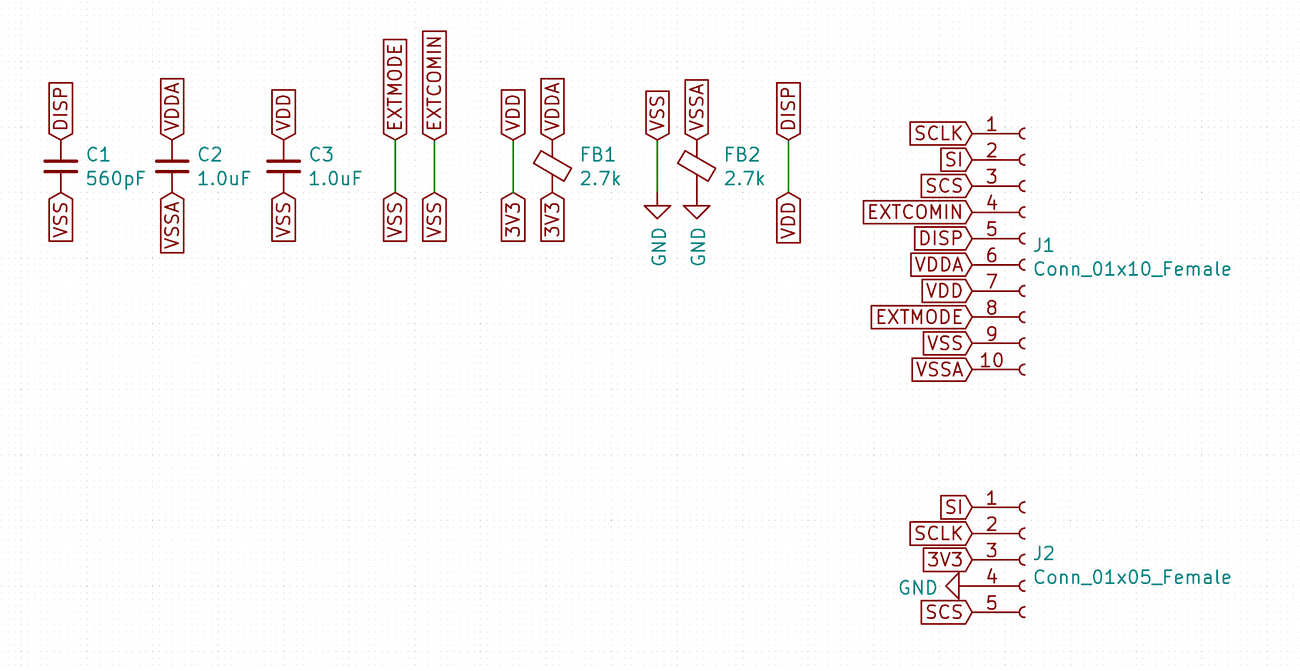 DISP
C1
560pF
VSS
VDDA
C2
1.0uF
VSSA
VDD
C3
1.0uF
VSS
EXTMODE
VSS
EXTCOMIN
VSS
VDD
3V3
VDDA
FB1
2.7k
3V3
VSS
GND
VSSA
FB2
2.7k
GND
DISP
VDD
SCLK 1
SI 2
SCS 3
EXTCOMIN 4
DISP 5
VDDA 6
VDD 7
EXTMODE 8
VSS 9
VSSA 10
J1
Conn_01x10_Female
SI 1
SCLK 2
3V3 3
GND 4
SCS 5
J2
Conn_01x05_Female